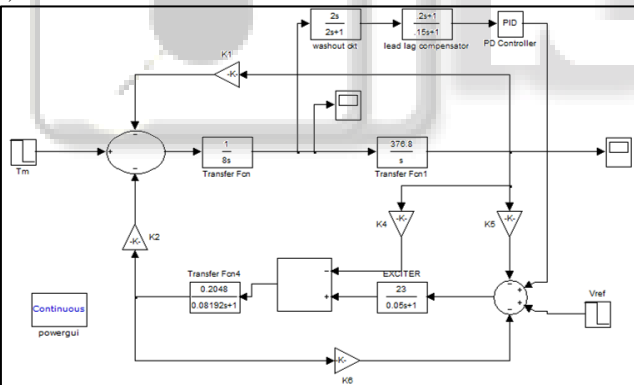 2s
2s+1
washout ckt
2s+1
.15s+1
lead lag compensator
PID
PD Controller
K1
-K-
Tm
+
−
−
1
8s
Transfer Fcn
376.8
s
Transfer Fcn1
-K-
K2
K4
-K-
-K-
K5
Transfer Fcn4
0.2048
0.08192s+1
−
+
EXCITER
23
0.05s+1
−
+
+
−
Vref
Continuous
powergui
-K-
K6